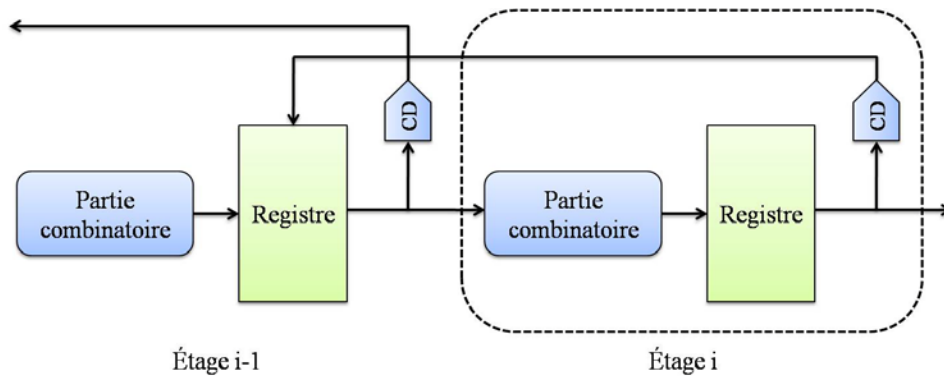 CD
CD
Partie
combinatoire
Registre
Partie
combinatoire
Registre
Étage i-1
Étage i